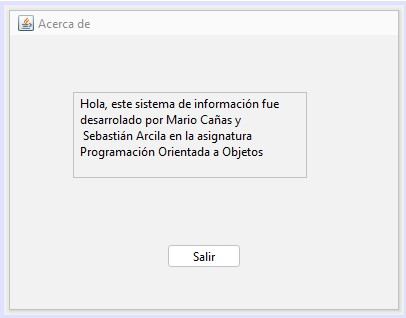 Acerca de
Hola, este sistema de información fue
desarrolado por Mario Cañas y
Sebastián Arcila en la asignatura
Programación Orientada a Objetos
Salir